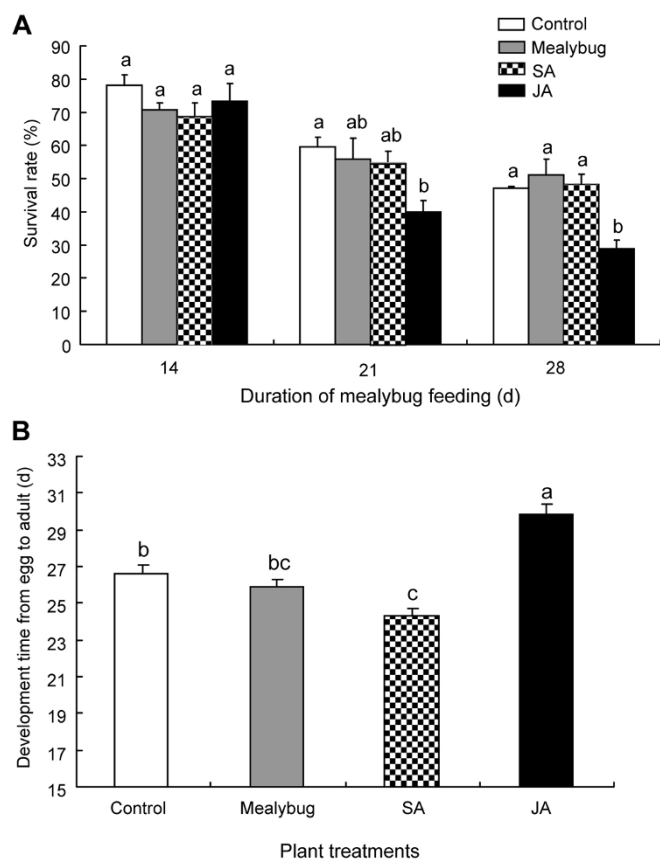 A
Control
Mealybug
SA
JA
90
80
70
60
50
40
30
20
10
0
Survival rate (%)
a a a a
a ab ab b
a a a b
14 21 28
Duration of mealybug feeding (d)
B
33
31
29
27
25
23
21
19
17
15
Development time from egg to adult (d)
b bc c a
Control Mealybug SA JA
Plant treatments